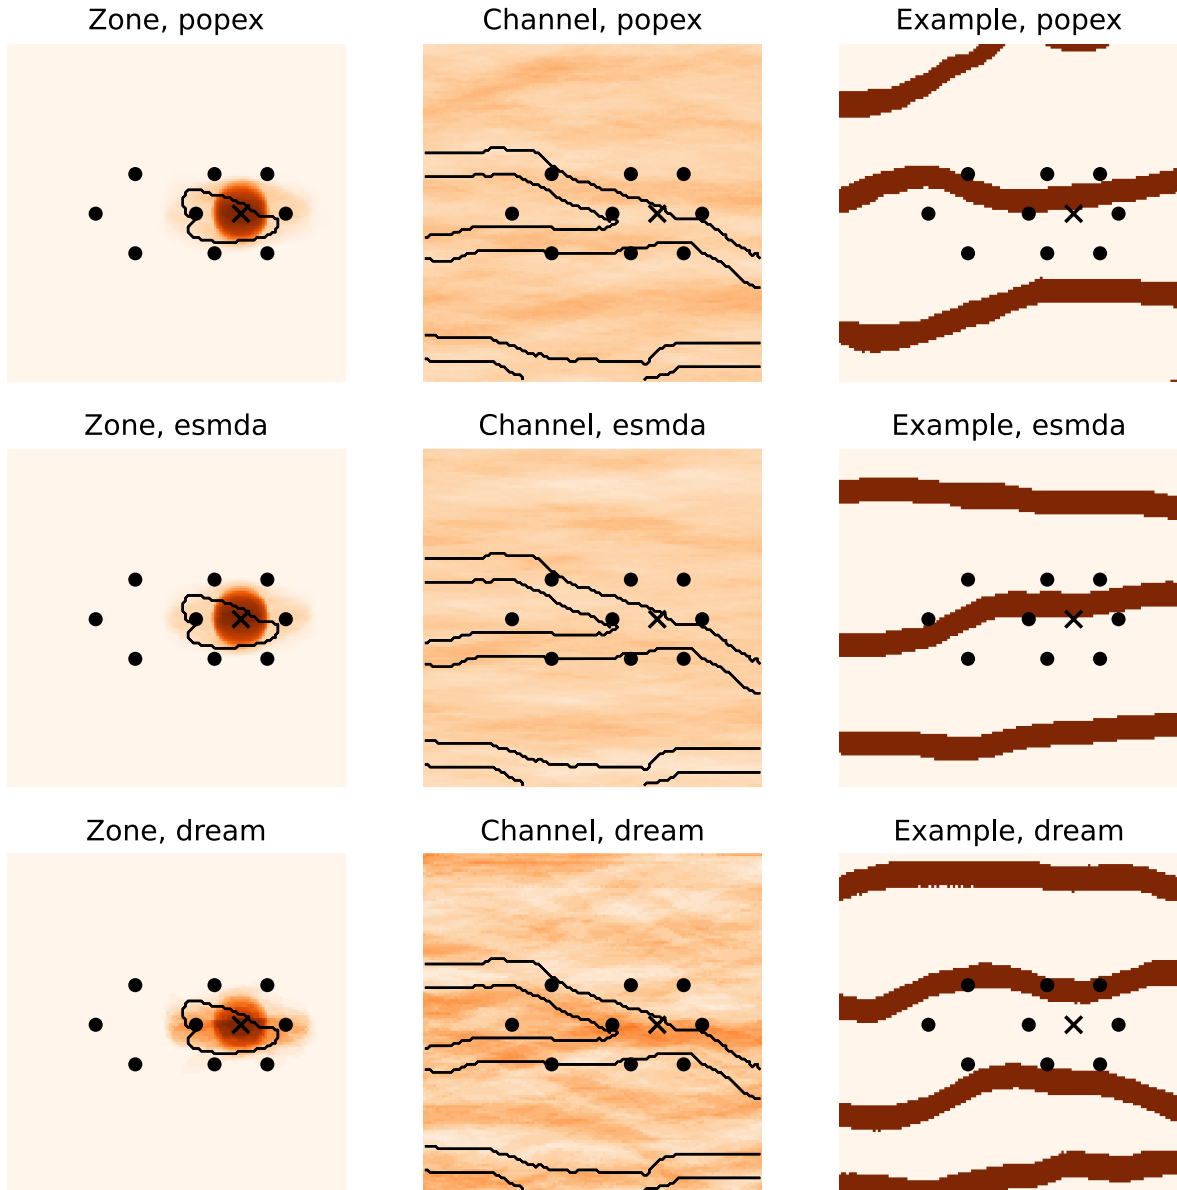 Zone, popex
Channel, popex
Example, popex
Zone, esmda
Channel, esmda
Example, esmda
Zone, dream
Channel, dream
Example, dream